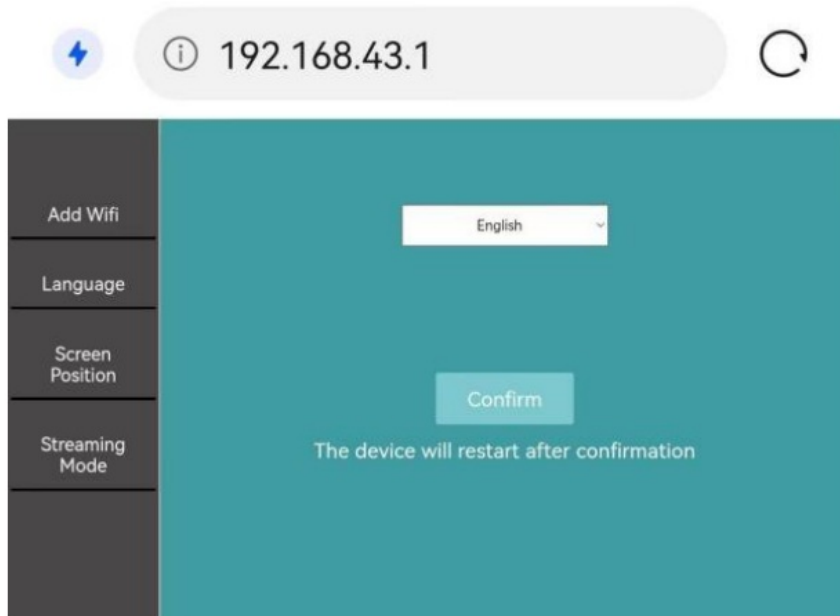 192.168.43.1
Add Wifi
Language
Screen
Position
Streaming
Mode
English
Confirm
The device will restart after confirmation